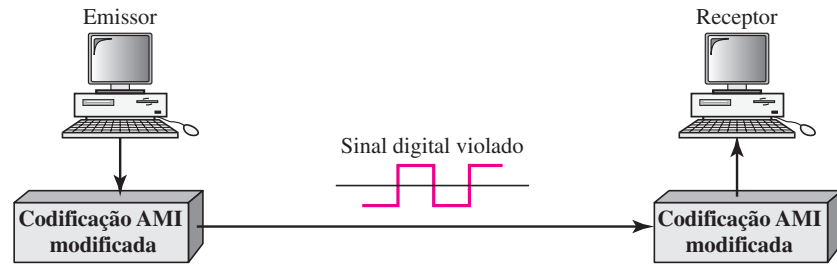 Emissor
Receptor
Sinal digital violado
Codificação AMI
modificada
Codificação AMI
modificada